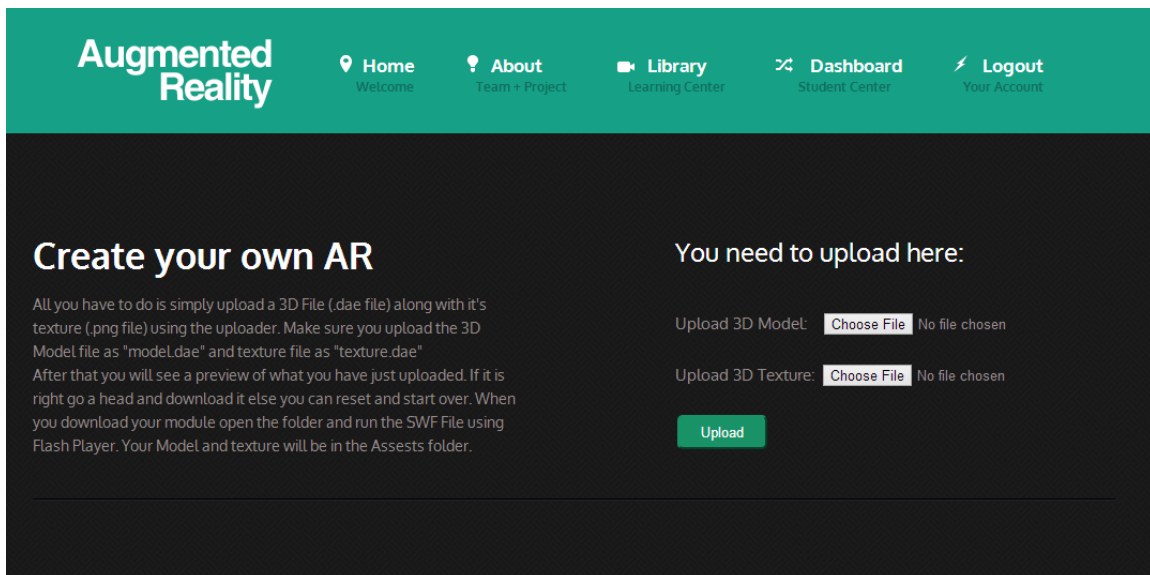 Augmented
Reality
Home
Welcome
About
Team + Project
Library
Learning Center
Dashboard
Student Center
Logout
Your Account
Create your own AR
All you have to do is simply upload a 3D File (.dae file) along with it's
texture (.png file) using the uploader. Make sure you upload the 3D
Model file as "model.dae" and texture file as "texture.dae"
After that you will see a preview of what you have just uploaded. If it is
right go a head and download it else you can reset and start over. When
you download your module open the folder and run the SWF File using
Flash Player. Your Model and texture will be in the Assests folder.
You need to upload here:
Upload 3D Model: Choose File No file chosen
Upload 3D Texture: Choose File No file chosen
Upload